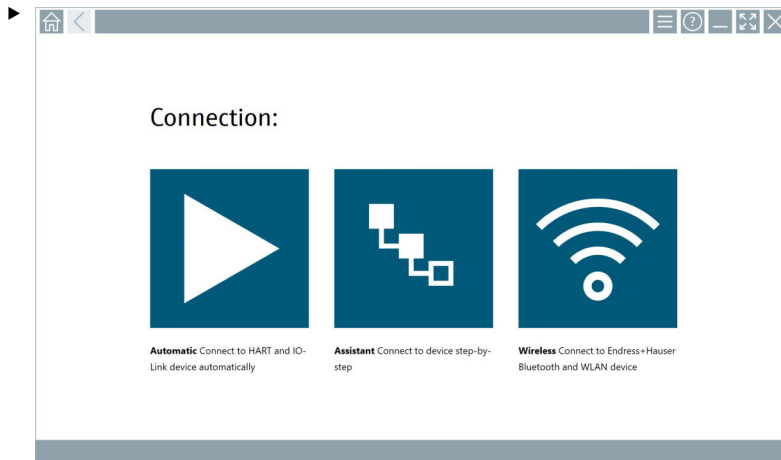 Connection:
Automatic Connect to HART and IO-
Link device automatically
Assistant Connect to device step-by-
step
Wireless Connect to Endress+Hauser
Bluetooth and WLAN device